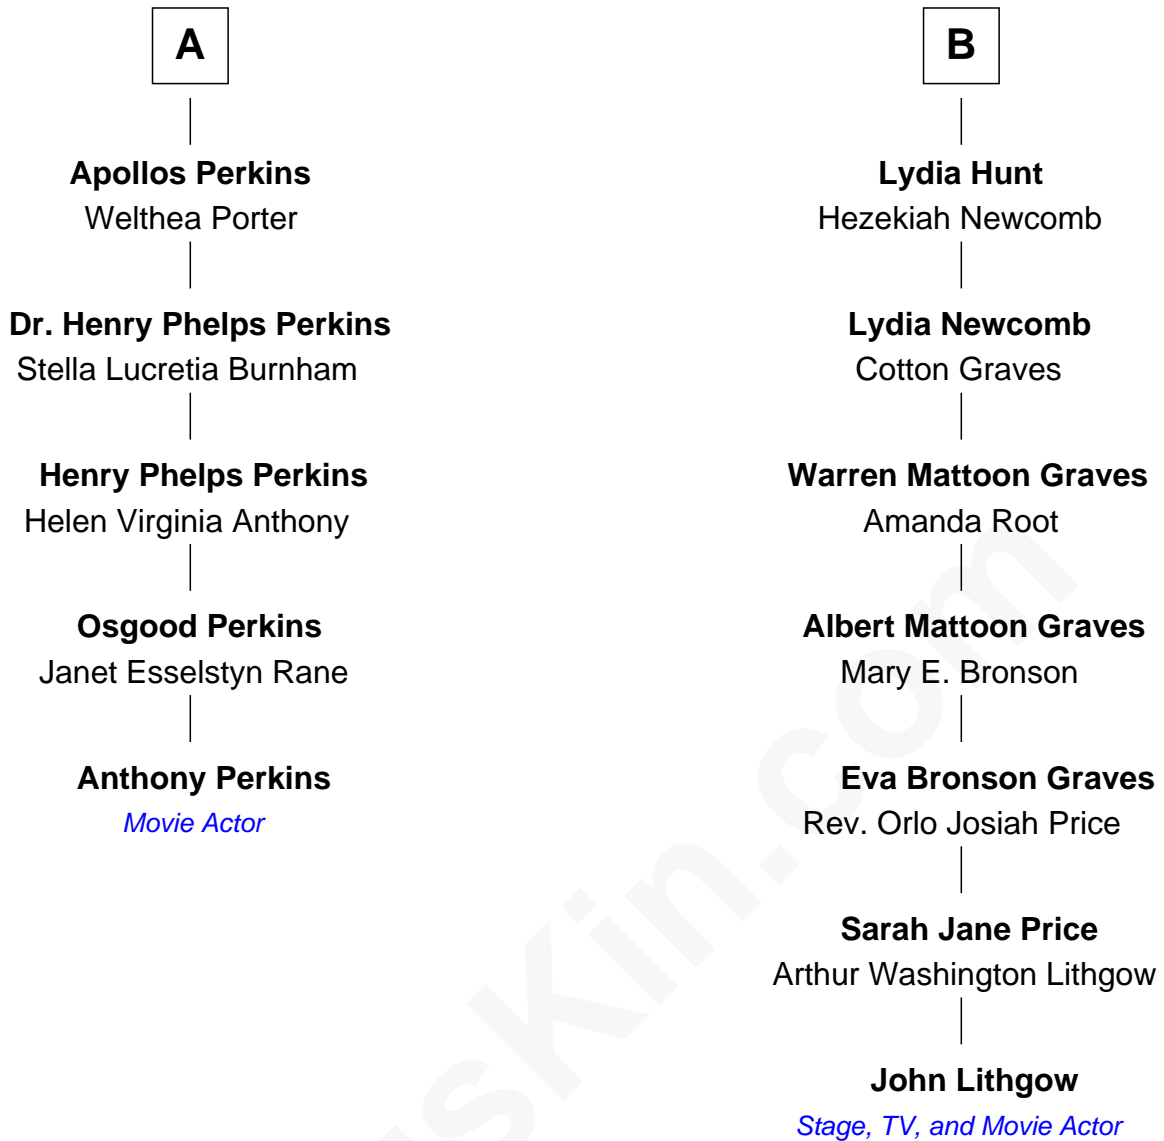 A
Apollos Perkins
Welthea Porter
Dr. Henry Phelps Perkins
Stella Lucretia Burnham
Henry Phelps Perkins
Helen Virginia Anthony
Osgood Perkins
Janet Esselstyn Rane
Anthony Perkins
Movie Actor
B
Lydia Hunt
Hezekiah Newcomb
Lydia Newcomb
Cotton Graves
Warren Mattoon Graves
Amanda Root
Albert Mattoon Graves
Mary E. Bronson
Eva Bronson Graves
Rev. Orlo Josiah Price
Sarah Jane Price
Arthur Washington Lithgow
John Lithgow
Stage, TV, and Movie Actor
usKin.com